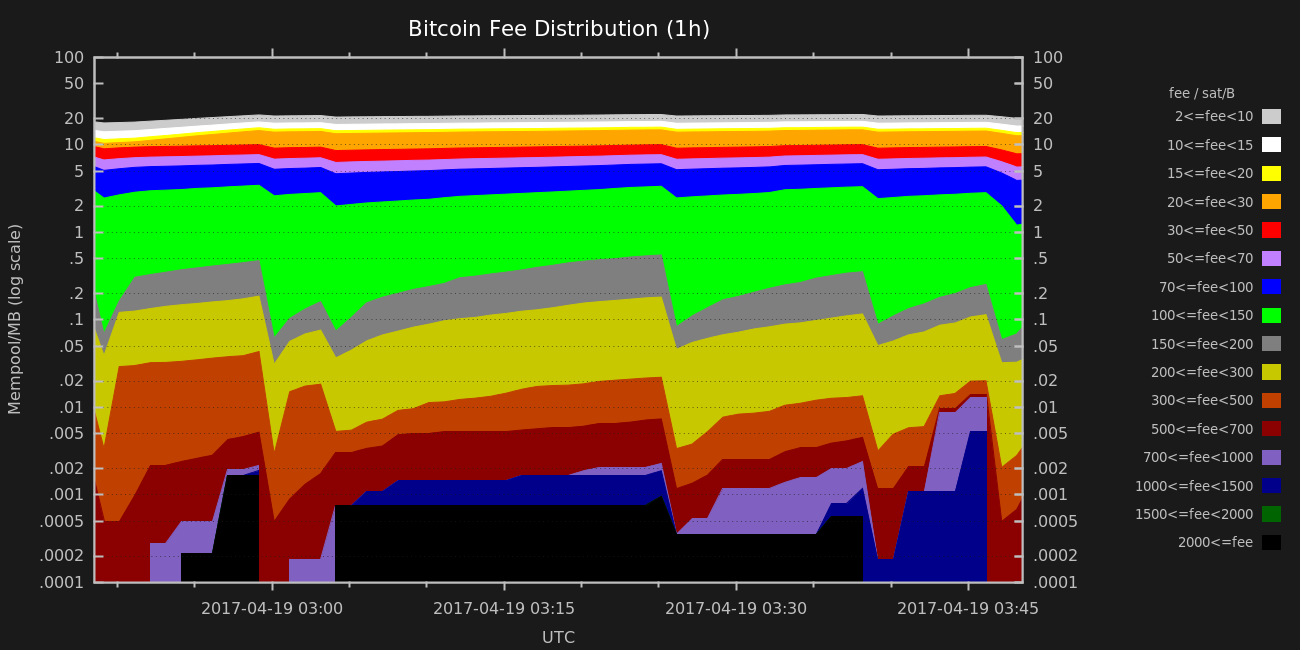 Bitcoin Fee Distribution (1h)
Mempool/MB (log scale)
100
50
20
10
5
2
1
.5
.2
.1
.05
.02
.01
.005
.002
.001
.0005
.0002
.0001
100
50
20
10
5
2
1
.5
.2
.1
.05
.02
.01
.005
.002
.001
.0005
.0002
.0001
fee / sat/B
2<=fee<10
10<=fee<15
15<=fee<20
20<=fee<30
30<=fee<50
50<=fee<70
70<=fee<100
100<=fee<150
150<=fee<200
200<=fee<300
300<=fee<500
500<=fee<700
700<=fee<1000
1000<=fee<1500
1500<=fee<2000
2000<=fee
2017-04-19 03:00 2017-04-19 03:15 2017-04-19 03:30 2017-04-19 03:45
UTC